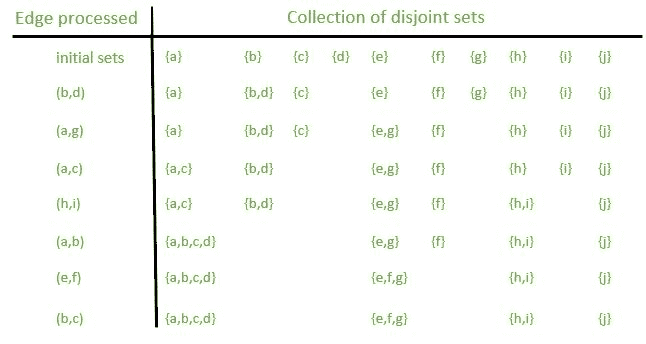 Edge processed Collection of disjoint sets
initial sets {a} {b} {c} {d} {e} {f} {g} {h} {i} {j}
(b,d) {a} {b,d} {c} {e} {f} {g} {h} {i} {j}
(a,g) {a} {b,d} {c} {e,g} {f} {h} {i} {j}
(a,c) {a,c} {b,d} {e,g} {f} {h} {i} {j}
(h,i) {a,c} {b,d} {e,g} {f} {h,i} {j}
(a,b) {a,b,c,d} {e,g} {f} {h,i} {j}
(e,f) {a,b,c,d} {e,f,g} {h,i} {j}
(b,c) {a,b,c,d} {e,f,g} {h,i} {j}